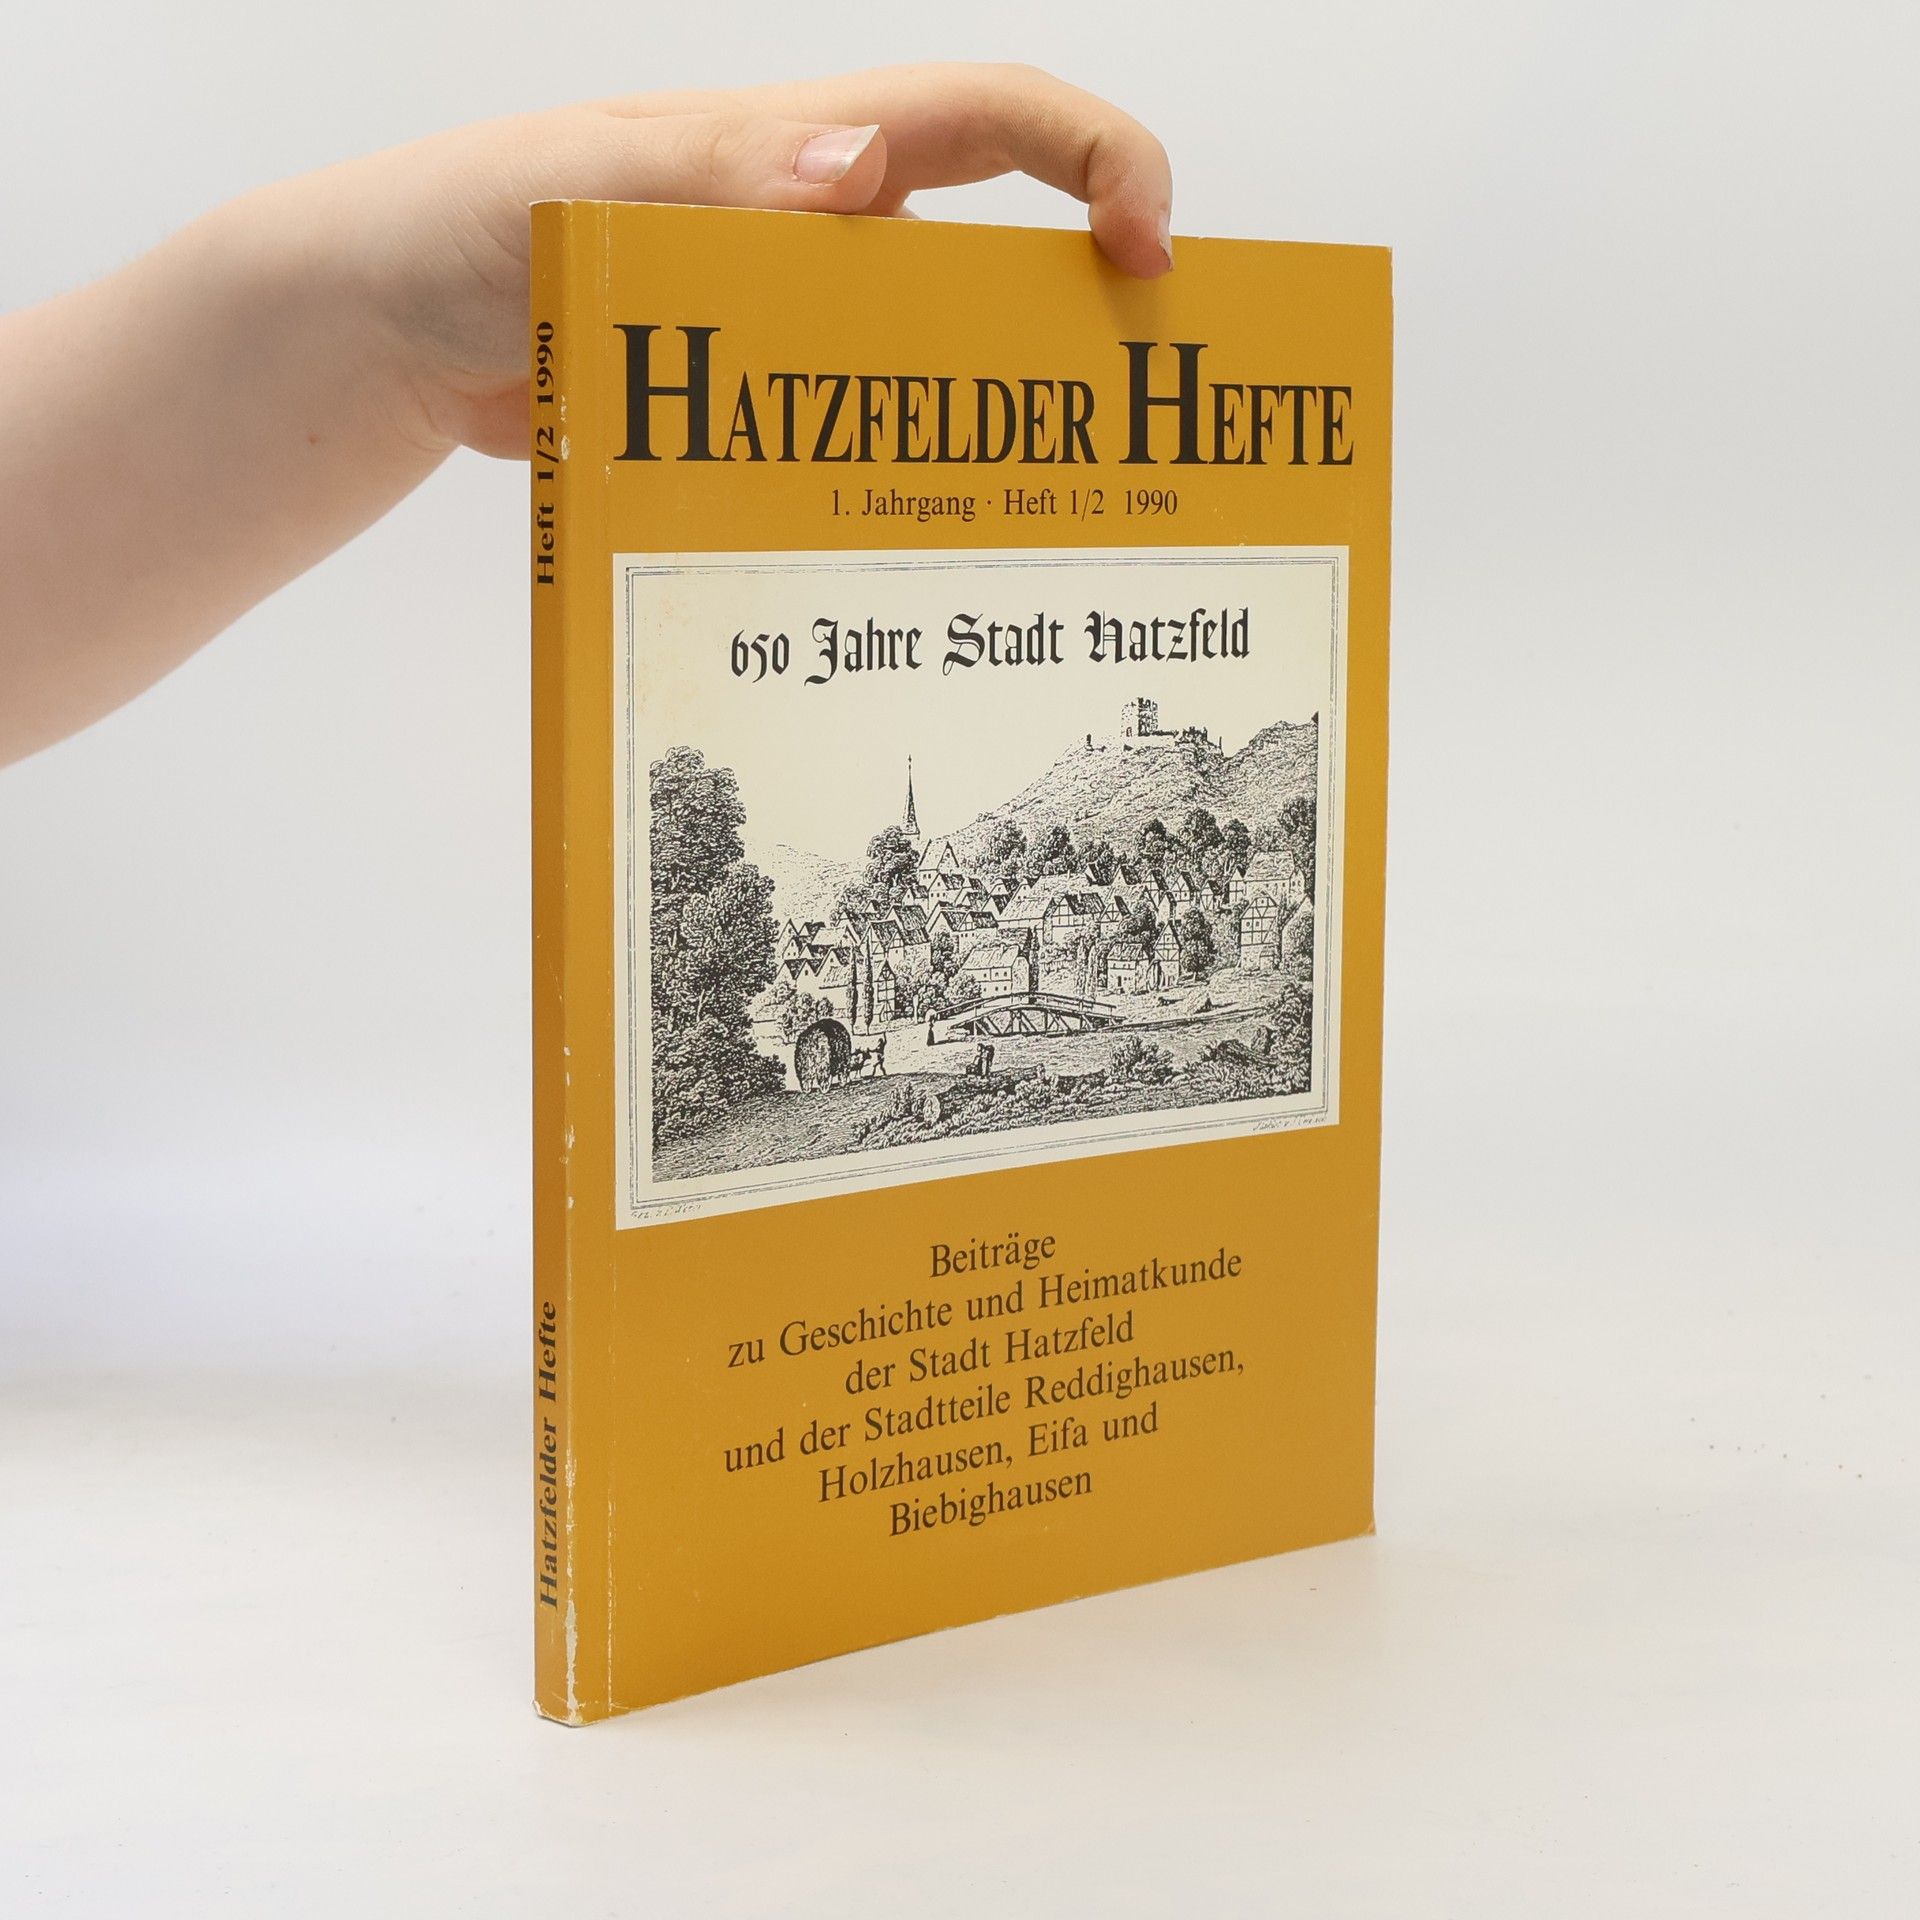 Hatzfelder Hefte Heft 1/2 1990
HATZFELDER HEFTE
1. Jahrgang · Heft 1/2 1990
650 Jahre Stadt Hatzfeld
Beiträge
zu Geschichte und Heimatkunde
der Stadt Hatzfeld
und der Stadtteile Reddighausen,
Holzhausen, Eifa und
Biebighausen